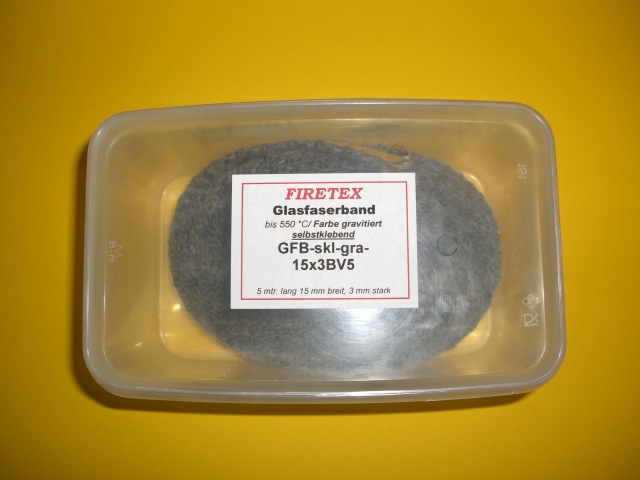 FIRETEX
Glasfaserband
bis 550 °C/ Farbe gravitiert
selbstklebend
GFB-skl-gra-
15x3BV5
5 mtr. lang 15 mm breit, 3 mm stark